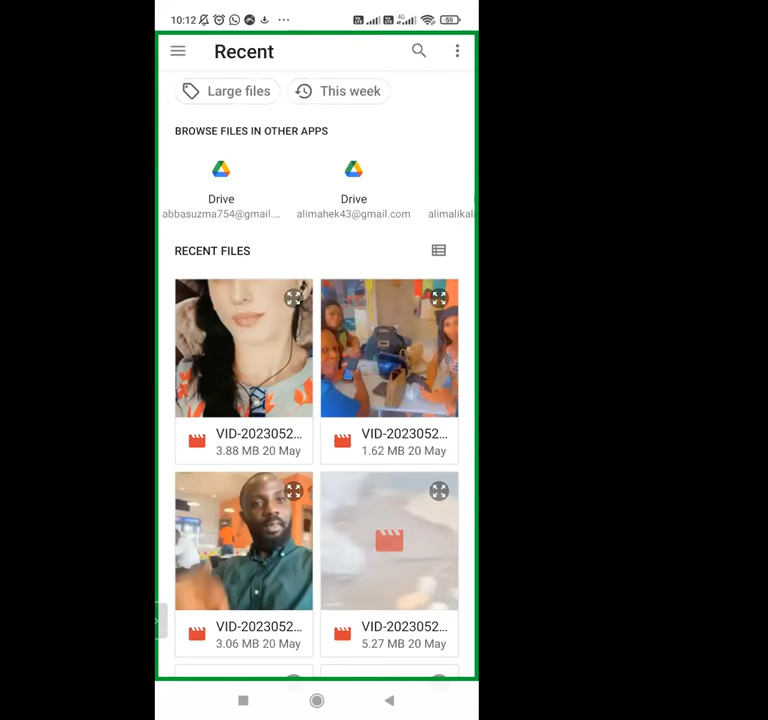 10:12
59
Recent
Large files
This week
BROWSE FILES IN OTHER APPS
Drive
abbasuzma754@gmail....
Drive
alimahek43@gmail.com
alimalikal
RECENT FILES
VID-2023052...
3.88 MB 20 May
VID-2023052...
1.62 MB 20 May
VID-2023052...
3.06 MB 20 May
VID-2023052...
5.27 MB 20 May